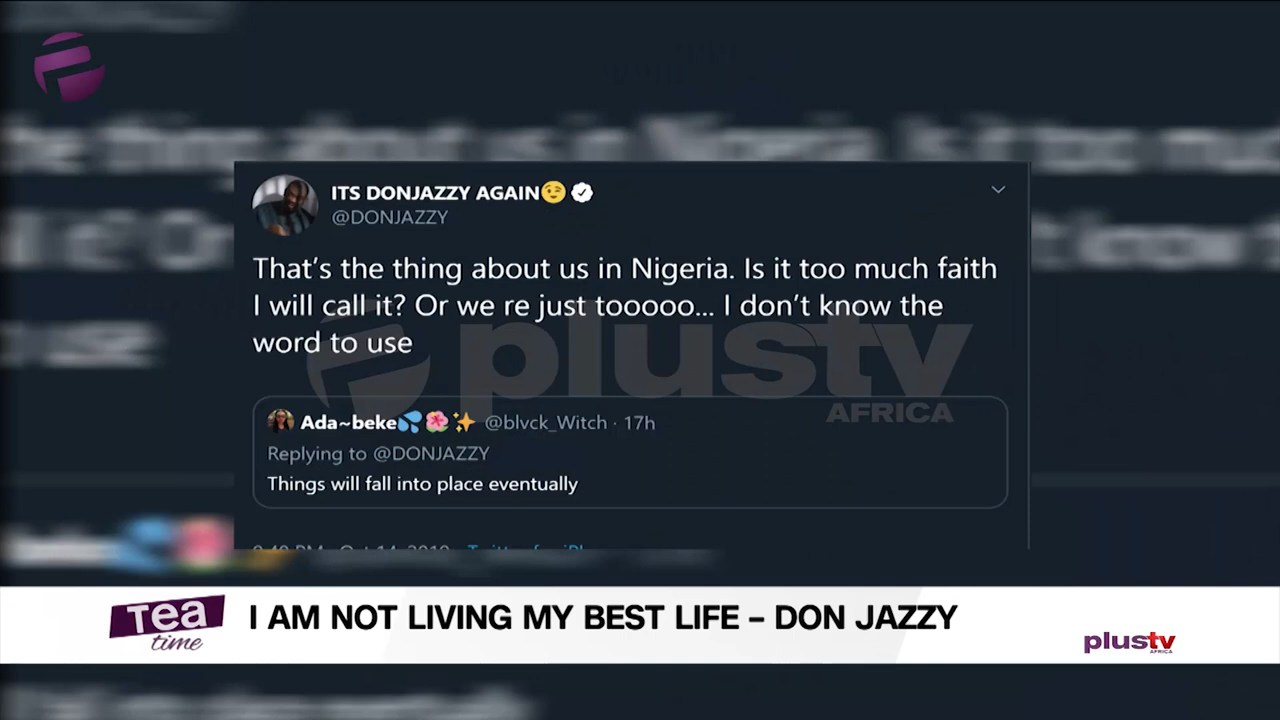 ITS DONJAZZY AGAIN😉
@DONJAZZY
That's the thing about us in Nigeria. Is it too much faith
I will call it? Or we re just tooooo... I don't know the
word to use
plustv
AFRICA
Ada~beke💦🌺✨ @blvck_Witch · 17h
Replying to @DONJAZZY
Things will fall into place eventually
Tea
time
I AM NOT LIVING MY BEST LIFE – DON JAZZY
plustv
AFRICA